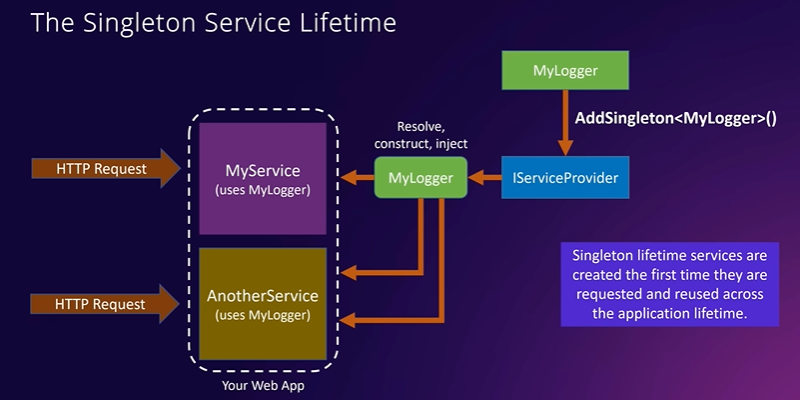 The Singleton Service Lifetime
MyLogger
AddSingleton<MyLogger>()
Resolve,
construct, inject
HTTP Request
MyService
(uses MyLogger)
MyLogger
IServiceProvider
HTTP Request
AnotherService
(uses MyLogger)
Singleton lifetime services are
created the first time they are
requested and reused across
the application lifetime.
Your Web App